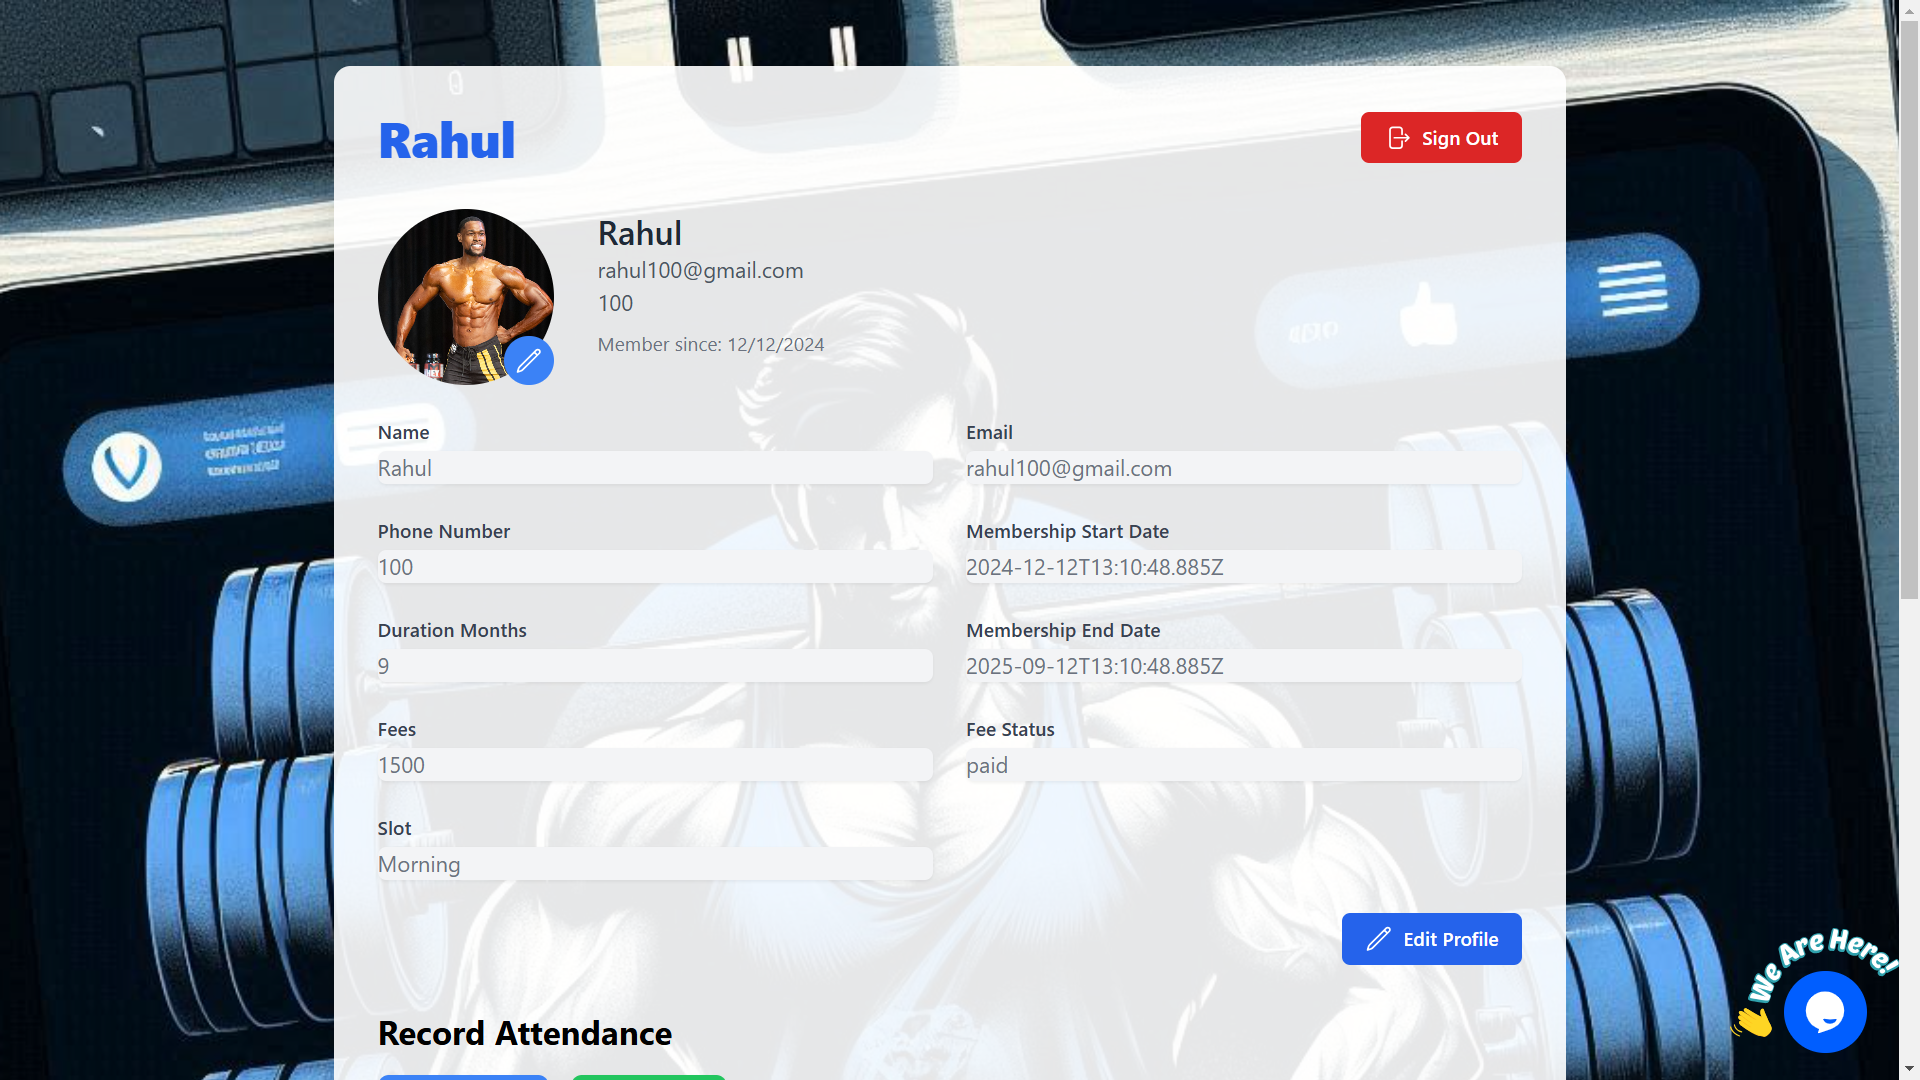 Rahul
Sign Out
Rahul
rahul100@gmail.com
100
Member since: 12/12/2024
Name
Email
Rahul
rahul100@gmail.com
Phone Number
Membership Start Date
100
2024-12-12T13:10:48.885Z
Duration Months
Membership End Date
9
2025-09-12T13:10:48.885Z
Fees
Fee Status
1500
paid
Slot
Morning
Edit Profile
We Are Here!
Record Attendance